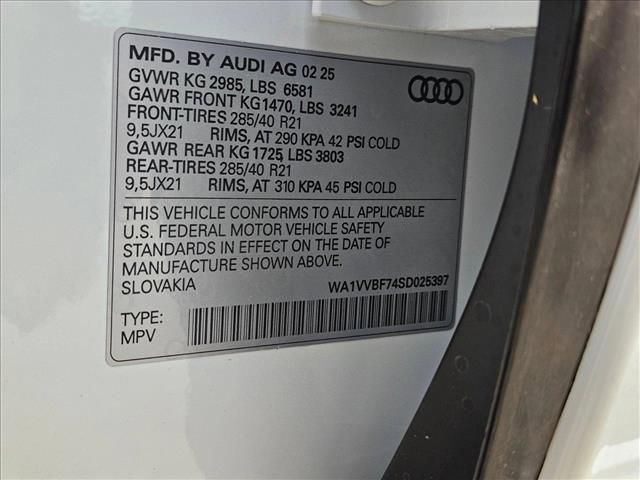 MFD. BY AUDI AG 02 25
GVWR KG 2985, LBS 6581
GAWR FRONT KG1470, LBS 3241
FRONT-TIRES 285/40 R21
9,5JX21 RIMS, AT 290 KPA 42 PSI COLD
GAWR REAR KG 1725, LBS 3803
REAR-TIRES 285/40 R21
9,5JX21 RIMS, AT 310 KPA 45 PSI COLD
THIS VEHICLE CONFORMS TO ALL APPLICABLE
U.S. FEDERAL MOTOR VEHICLE SAFETY
STANDARDS IN EFFECT ON THE DATE OF
MANUFACTURE SHOWN ABOVE.
SLOVAKIA WA1VVBF74SD025397
TYPE:
MPV